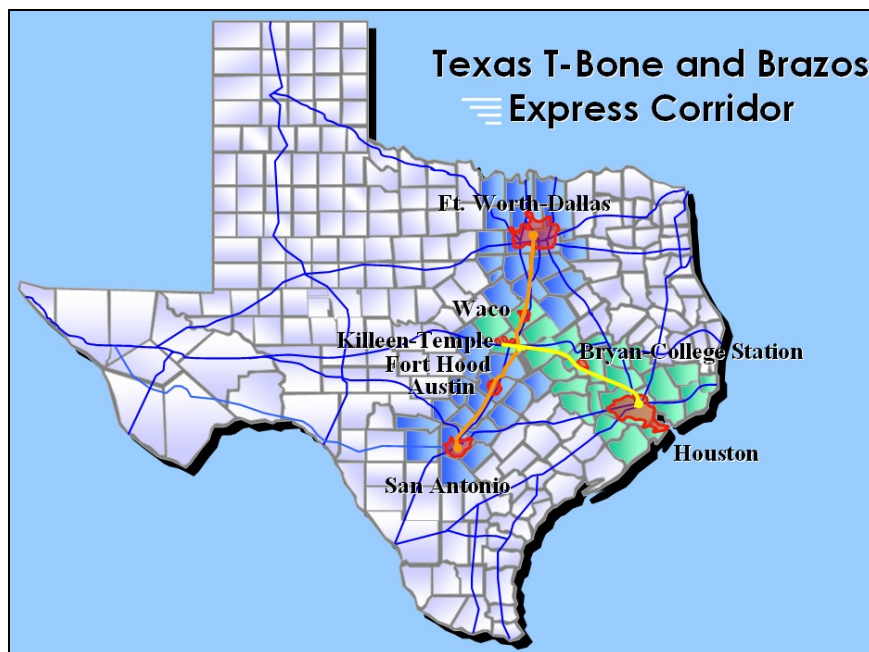 Texas T-Bone and Brazos
Express Corridor
Ft. Worth-Dallas
Waco
Killeen-Temple
Fort Hood
Bryan-College Station
Austin
Houston
San Antonio